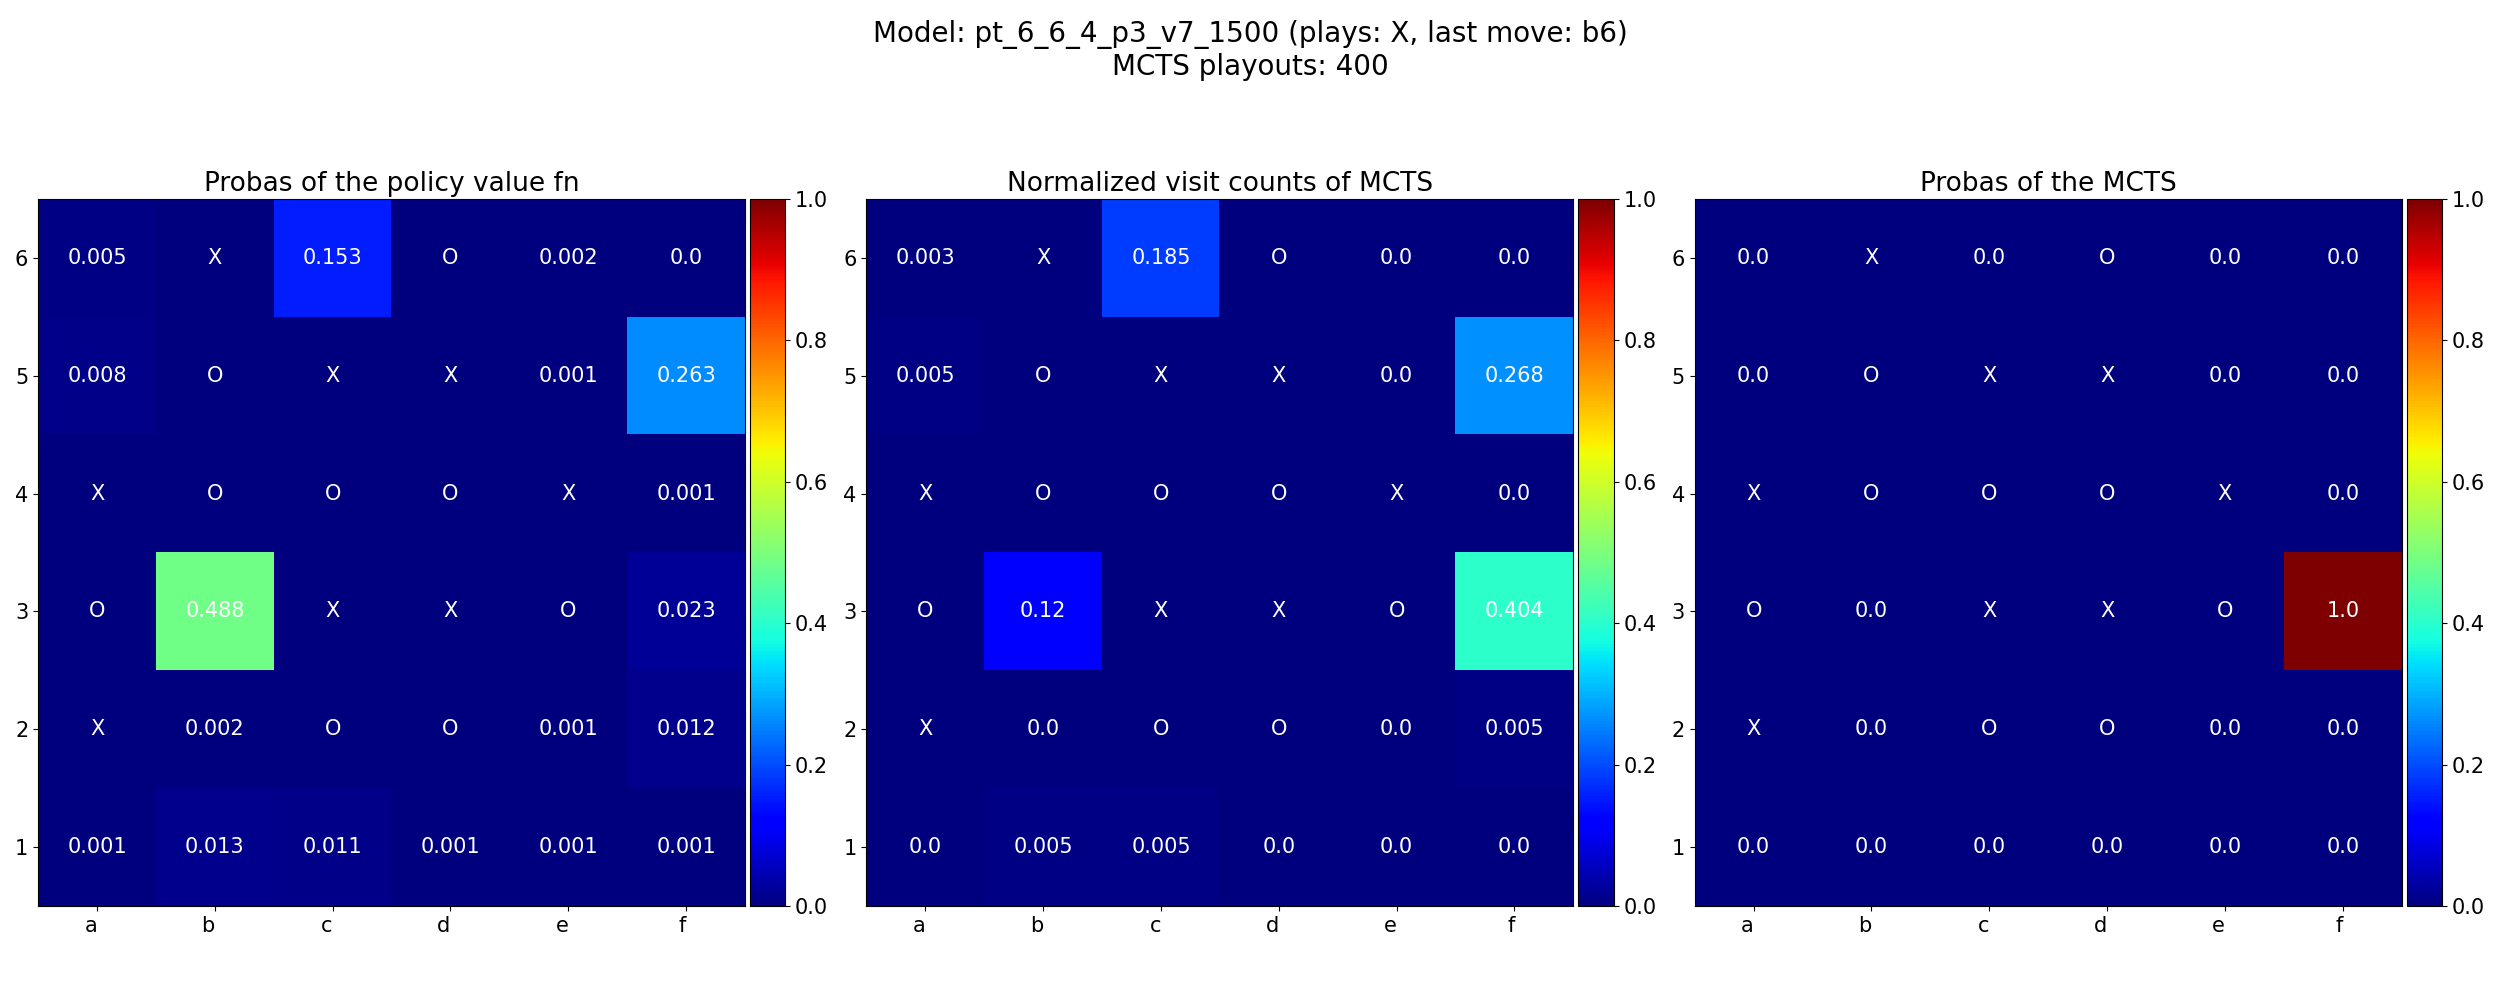 Model: pt_6_6_4_p3_v7_1500 (plays: X, last move: b6)
MCTS playouts: 400
Probas of the policy value fn
6 0.005 X 0.153 O 0.002 0.0
5 0.008 O X X 0.001 0.263
4 X O O O X 0.001
3 O 0.488 X X O 0.023
2 X 0.002 O O 0.001 0.012
1 0.001 0.013 0.011 0.001 0.001 0.001
a b c d e f
1.0
0.8
0.6
0.4
0.2
0.0
Normalized visit counts of MCTS
6 0.003 X 0.185 O 0.0 0.0
5 0.005 O X X 0.0 0.268
4 X O O O X 0.0
3 O 0.12 X X O 0.404
2 X 0.0 O O 0.0 0.005
1 0.0 0.005 0.005 0.0 0.0 0.0
a b c d e f
1.0
0.8
0.6
0.4
0.2
0.0
Probas of the MCTS
6 0.0 X 0.0 O 0.0 0.0
5 0.0 O X X 0.0 0.0
4 X O O O X 0.0
3 O 0.0 X X O 1.0
2 X 0.0 O O 0.0 0.0
1 0.0 0.0 0.0 0.0 0.0 0.0
a b c d e f
1.0
0.8
0.6
0.4
0.2
0.0